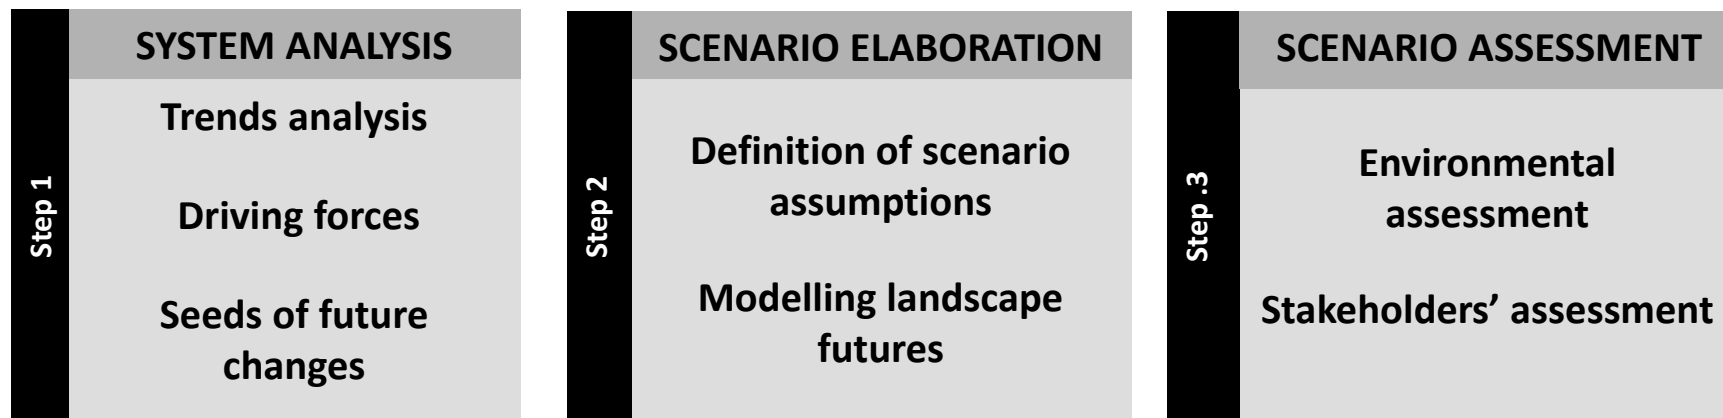 Step 1
SYSTEM ANALYSIS
Trends analysis
Driving forces
Seeds of future
changes
Step 2
SCENARIO ELABORATION
Definition of scenario
assumptions
Modelling landscape
futures
Step .3
SCENARIO ASSESSMENT
Environmental
assessment
Stakeholders’ assessment